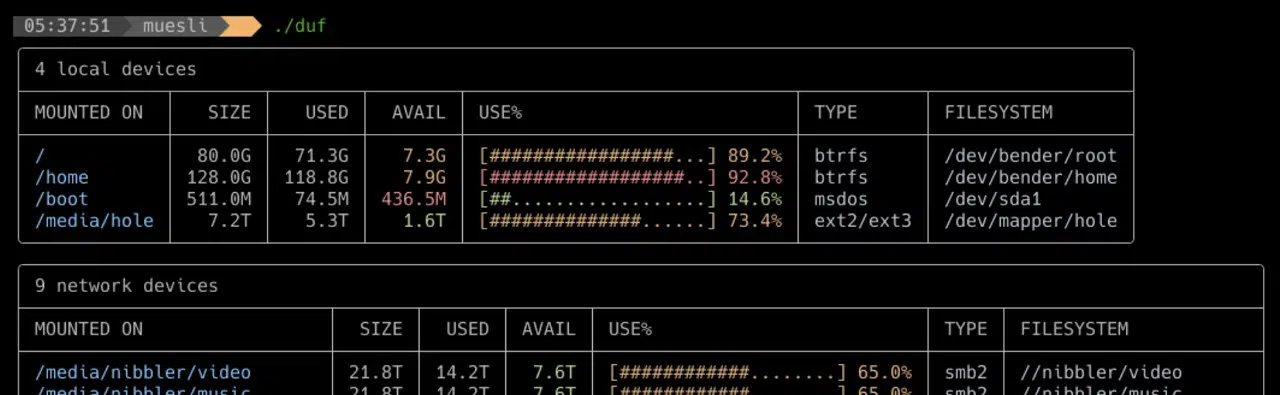 05:37:51 muesli ./duf
4 local devices
MOUNTED ON SIZE USED AVAIL USE% TYPE FILESYSTEM
/ 80.0G 71.3G 7.3G [#################...] 89.2% btrfs /dev/bender/root
/home 128.0G 118.8G 7.9G [##################..] 92.8% btrfs /dev/bender/home
/boot 511.0M 74.5M 436.5M [##..................] 14.6% msdos /dev/sda1
/media/hole 7.2T 5.3T 1.6T [##############......] 73.4% ext2/ext3 /dev/mapper/hole
9 network devices
MOUNTED ON SIZE USED AVAIL USE% TYPE FILESYSTEM
/media/nibbler/video 21.8T 14.2T 7.6T [############........] 65.0% smb2 //nibbler/video
/media/nibbler/music 21.8T 14.2T 7.6T [############........] 65.0% smb2 //nibbler/music